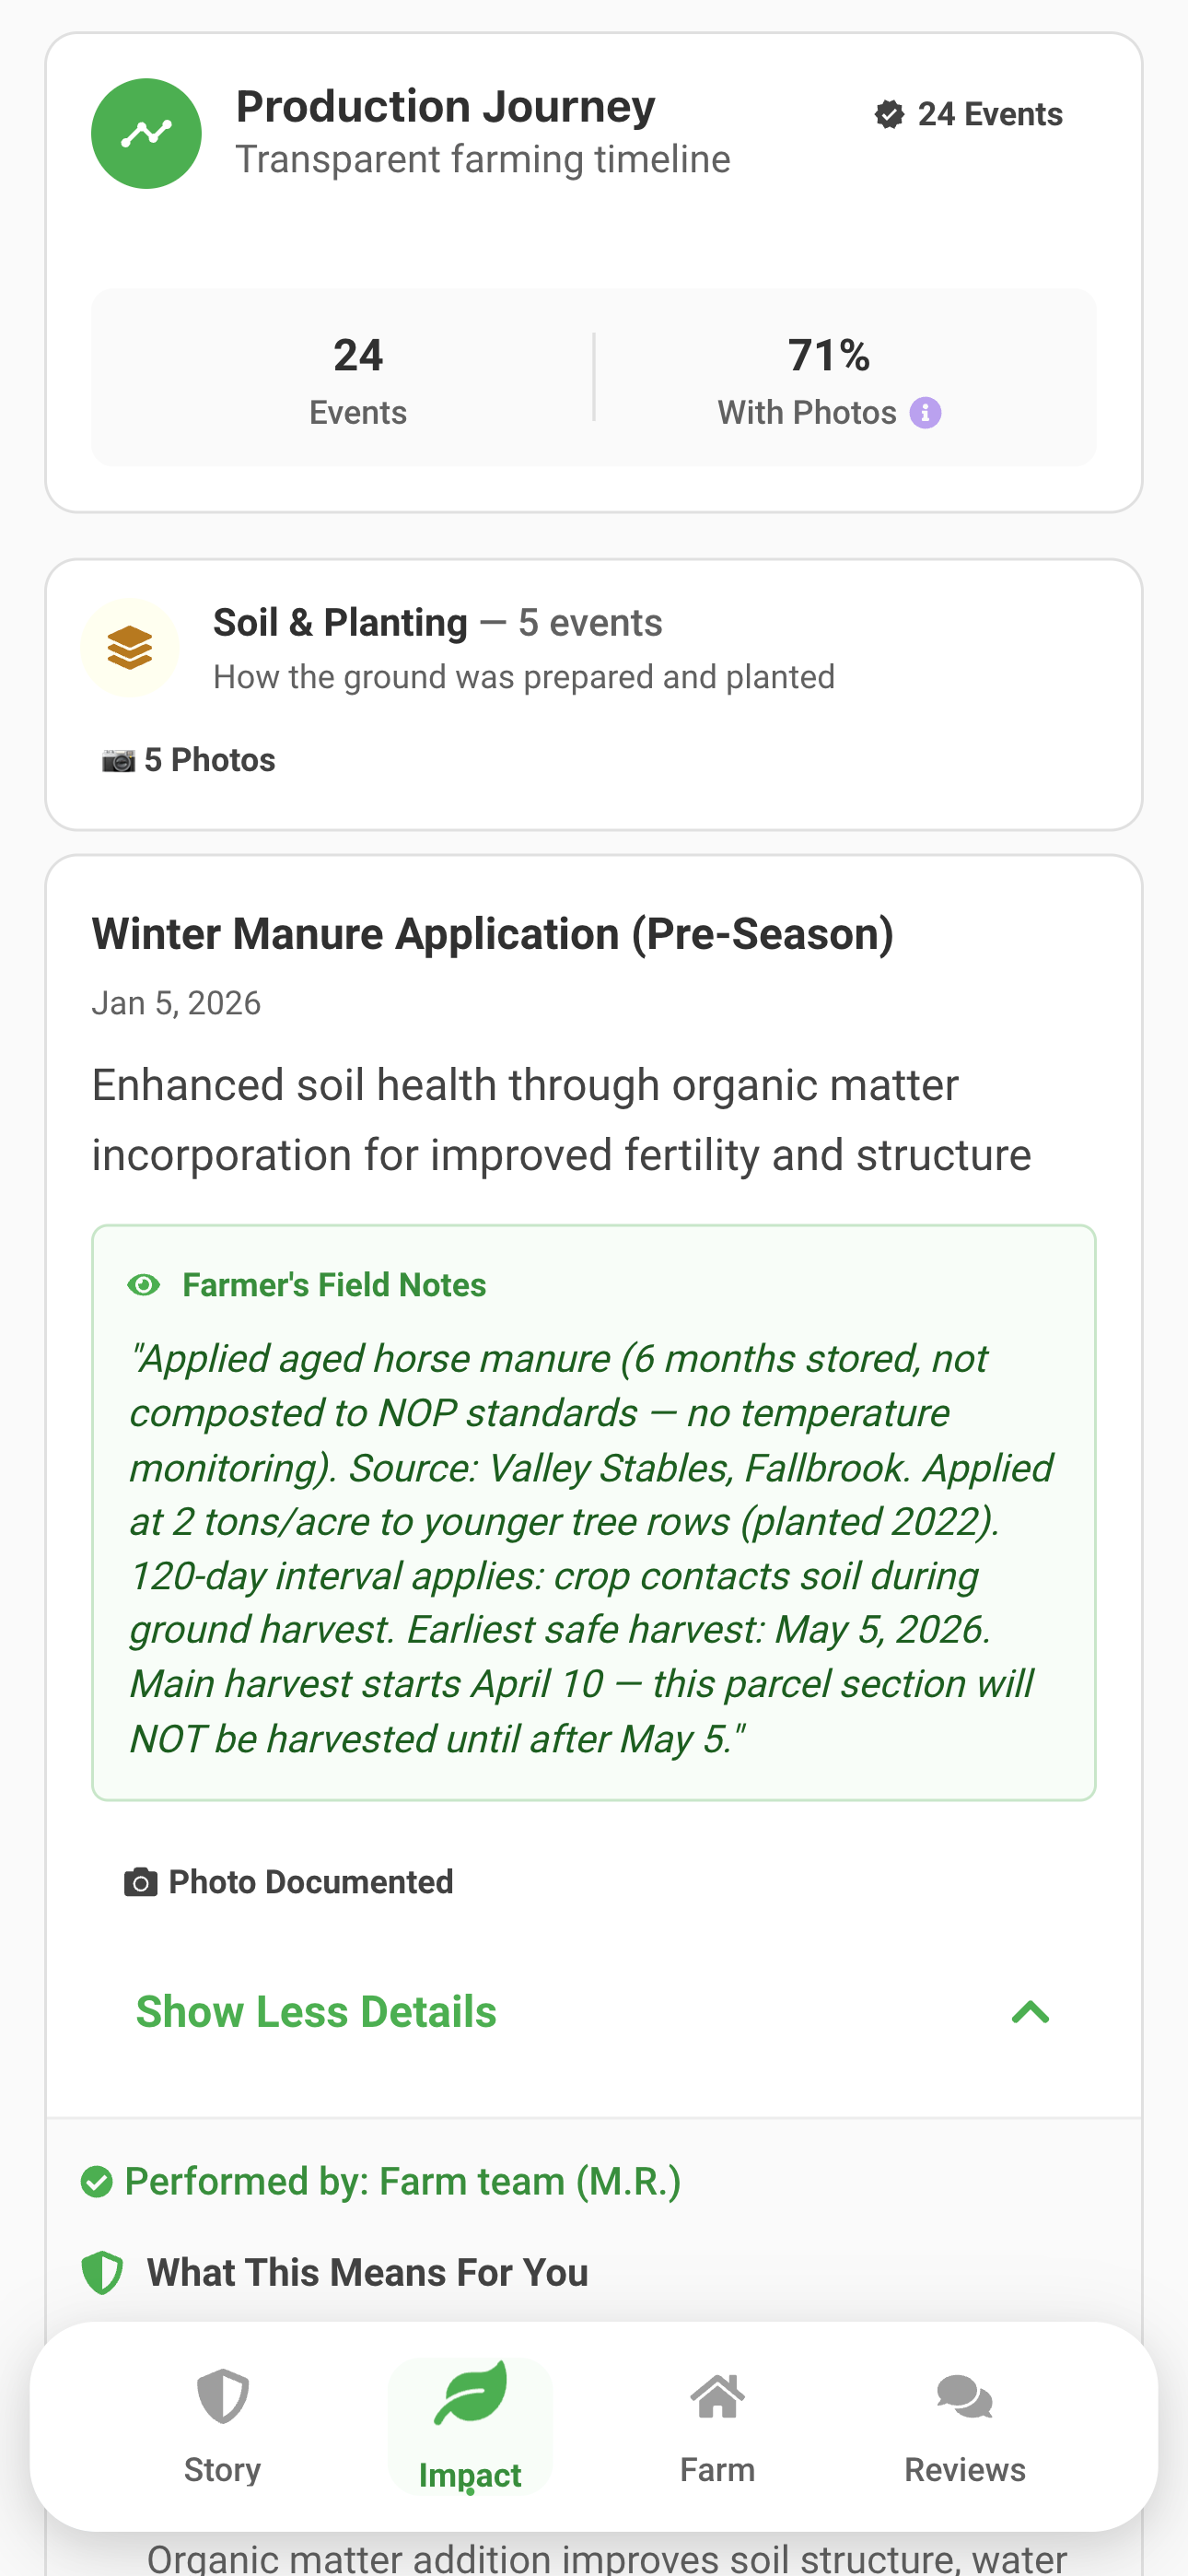 Production Journey
Transparent farming timeline
24 Events
24
Events
71%
With Photos
Soil & Planting — 5 events
How the ground was prepared and planted
5 Photos
Winter Manure Application (Pre-Season)
Jan 5, 2026
Enhanced soil health through organic matter
incorporation for improved fertility and structure
Farmer's Field Notes
"Applied aged horse manure (6 months stored, not
composted to NOP standards — no temperature
monitoring). Source: Valley Stables, Fallbrook. Applied
at 2 tons/acre to younger tree rows (planted 2022).
120-day interval applies: crop contacts soil during
ground harvest. Earliest safe harvest: May 5, 2026.
Main harvest starts April 10 — this parcel section will
NOT be harvested until after May 5."
Photo Documented
Show Less Details
Performed by: Farm team (M.R.)
What This Means For You
Story
Impact
Farm
Reviews
Organic matter addition improves soil structure, water